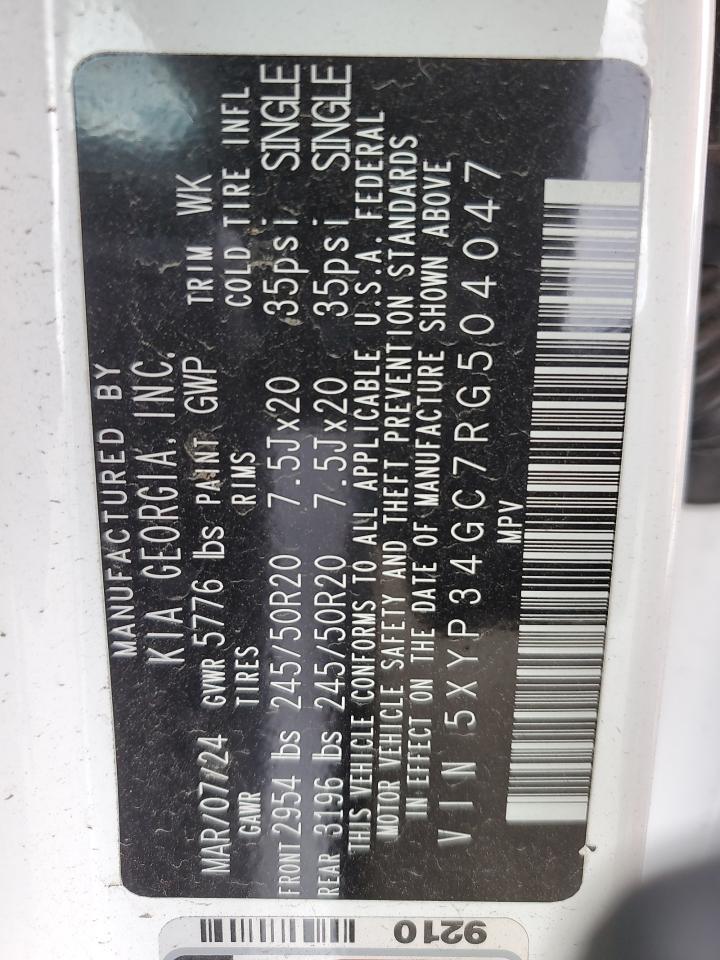 MANUFACTURED BY
KIA GEORGIA, INC.
MAR/07/24 GVWR 5776 lbs PAINT GWP TRIM WK
GAWR TIRES RIMS COLD TIRE INFL
FRONT 2954 lbs 245/50R20 7.5Jx20 35psi SINGLE
REAR 3196 lbs 245/50R20 7.5Jx20 35psi SINGLE
THIS VEHICLE CONFORMS TO ALL APPLICABLE U.S.A. FEDERAL
MOTOR VEHICLE SAFETY AND THEFT PREVENTION STANDARDS
IN EFFECT ON THE DATE OF MANUFACTURE SHOWN ABOVE
VIN 5XYP34GC7RG504047
MPV
9210